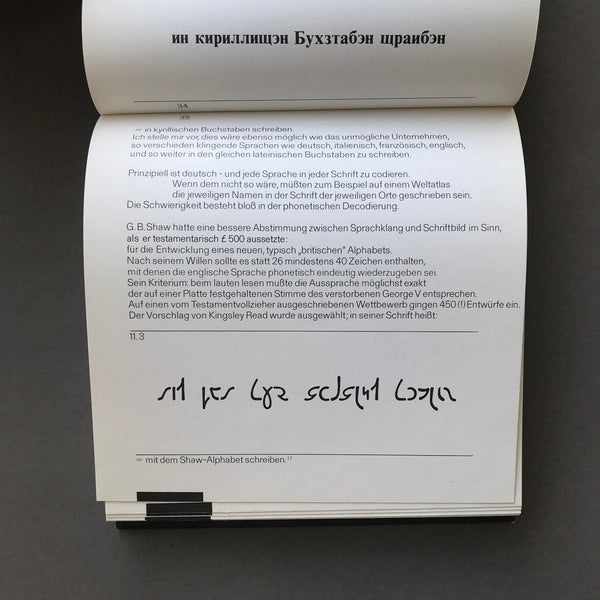 ин кириллищэн Бухзтабэн щраибэн
34
35
= in kyrillischen Buchstaben schreiben.
Ich stelle mir vor, dies wäre ebenso möglich wie das unmögliche Unternehmen,
so verschieden klingende Sprachen wie deutsch, italienisch, französisch, englisch,
und so weiter in den gleichen lateinischen Buchstaben zu schreiben.
Prinzipiell ist deutsch - und jede Sprache in jeder Schrift zu codieren.
Wenn dem nicht so wäre, müßten zum Beispiel auf einem Weltatlas
die jeweiligen Namen in der Schrift der jeweiligen Orte geschrieben sein.
Die Schwierigkeit besteht bloß in der phonetischen Decodierung.
G.B.Shaw hatte eine bessere Abstimmung zwischen Sprachklang und Schriftbild im Sinn,
als er testamentarisch £ 500 aussetzte:
für die Entwicklung eines neuen, typisch „britischen" Alphabets.
Nach seinem Willen sollte es statt 26 mindestens 40 Zeichen enthalten,
mit denen die englische Sprache phonetisch eindeutig wiederzugeben sei.
Sein Kriterium: beim lauten lesen mußte die Aussprache möglichst exakt
der auf einer Platte festgehaltenen Stimme des verstorbenen George V entsprechen.
Auf einen vom Testamentvollzieher ausgeschriebenen Wettbewerb gingen 450 (!) Entwürfe ein.
Der Vorschlag von Kingsley Read wurde ausgewählt; in seiner Schrift heißt:
11.3
= mit dem Shaw-Alphabet schreiben.¹⁷